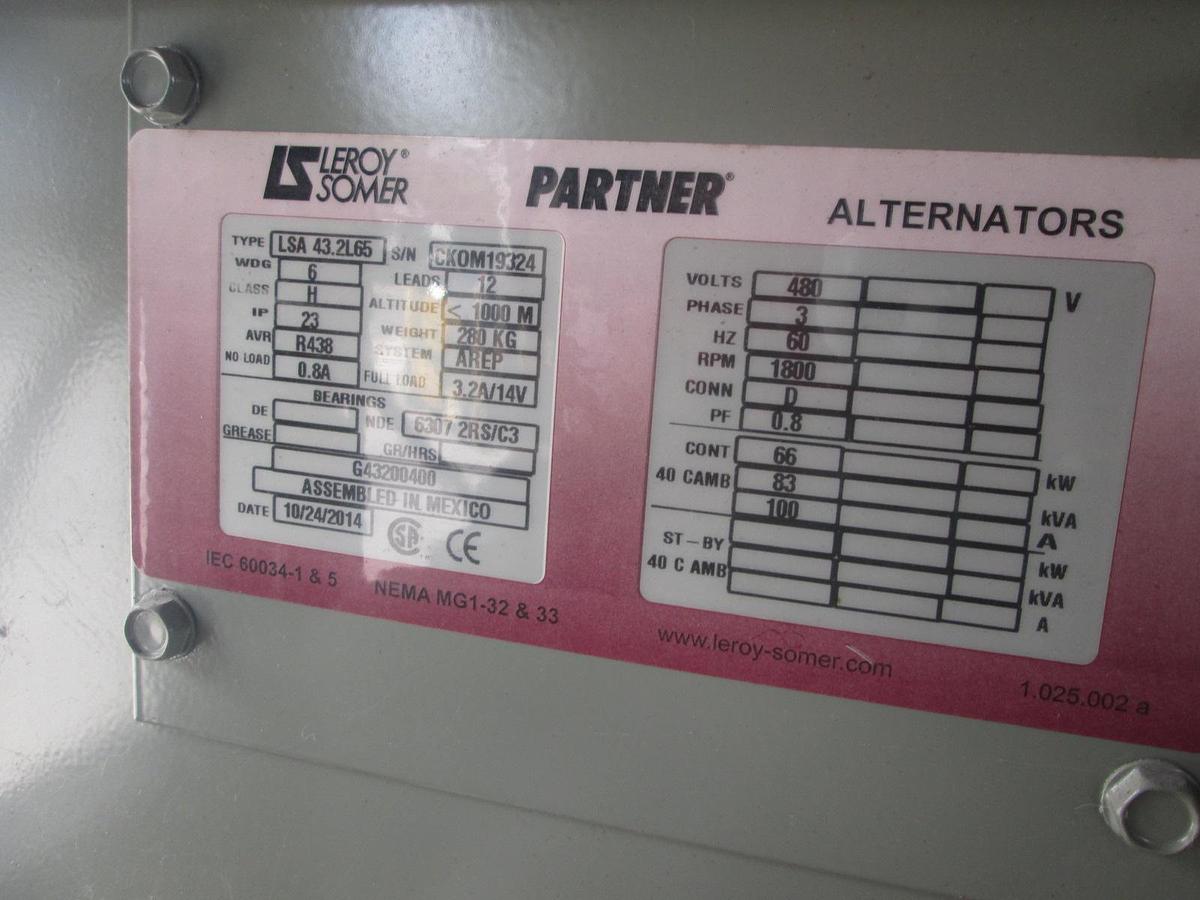 LEROY® SOMER
PARTNER®
ALTERNATORS
TYPE LSA 43.2L65 S/N CKOM19324
WDG 6 LEADS 12
CLASS H ALTITUDE < 1000 M
IP 23 WEIGHT 280 KG
AVR R438 SYSTEM AREP
NO LOAD 0.8A FULL LOAD 3.2A/14V
BEARINGS
DE NDE 6307 2RS/C3
GREASE GR/HRS
G43200400
ASSEMBLED IN MEXICO
DATE 10/24/2014 SA CE
IEC 60034-1 & 5 NEMA MG1-32 & 33
VOLTS 480 V
PHASE 3
HZ 60
RPM 1800
CONN D
PF 0.8
CONT 66 kW
40 CAMB 83 kVA
100 A
ST-BY kW
40 C AMB kVA
A
www.leroy-somer.com
1.025.002 a